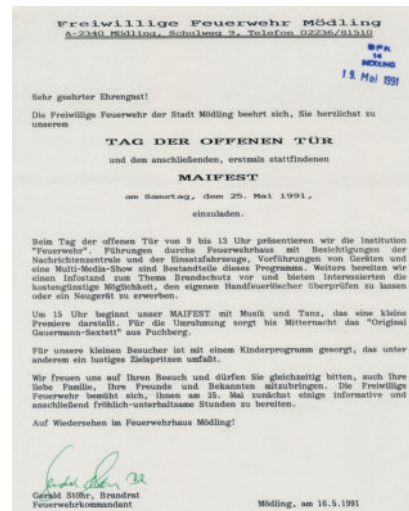 Freiwillige Feuerwehr Mödling
A-2340 Mödling, Schulweg 9, Telefon 02236/81510
BPK
14
MÖDLING
19. Mai 1991
Sehr geehrter Ehrengast!
Die Freiwillige Feuerwehr der Stadt Mödling beehrt sich, Sie herzlichst zu
unserem
TAG DER OFFENEN TÜR
und dem anschließenden, erstmals stattfindenen
MAIFEST
am Samstag, dem 25. Mai 1991,
einzuladen.
Beim Tag der offenen Tür von 9 bis 13 Uhr präsentieren wir die Institution
"Feuerwehr". Führungen durchs Feuerwehrhaus mit Besichtigungen der
Nachrichtenzentrale und der Einsatzfahrzeuge, Vorführungen von Geräten und
eine Multi-Media-Show sind Bestandteile dieses Programms. Weiters bereiten wir
einen Infostand zum Thema Brandschutz vor und bieten Interessierten die
kostengünstige Möglichkeit, den eigenen Handfeuerlöscher überprüfen zu lassen
oder ein Neugerät zu erwerben.
Um 15 Uhr beginnt unser MAIFEST mit Musik und Tanz, das eine kleine
Premiere darstellt. Für die Umrahmung sorgt bis Mitternacht das "Original
Gauermann-Sextett" aus Puchberg.
Für unsere kleinen Besucher ist mit einem Kinderprogramm gesorgt, das unter
anderem ein lustiges Zielspritzen umfaßt.
Wir freuen uns auf Ihren Besuch und dürfen Sie gleichzeitig bitten, auch Ihre
liebe Familie, Ihre Freunde und Bekannten mitzubringen. Die Freiwillige
Feuerwehr bemüht sich, Ihnen am 25. Mai zunächst einige informative und
anschließend fröhlich-unterhaltsame Stunden zu bereiten.
Auf Wiedersehen im Feuerwehrhaus Mödling!
Gerald Stöhr, Brandrat
Feuerwehrkommandant
Mödling, am 16.5.1991